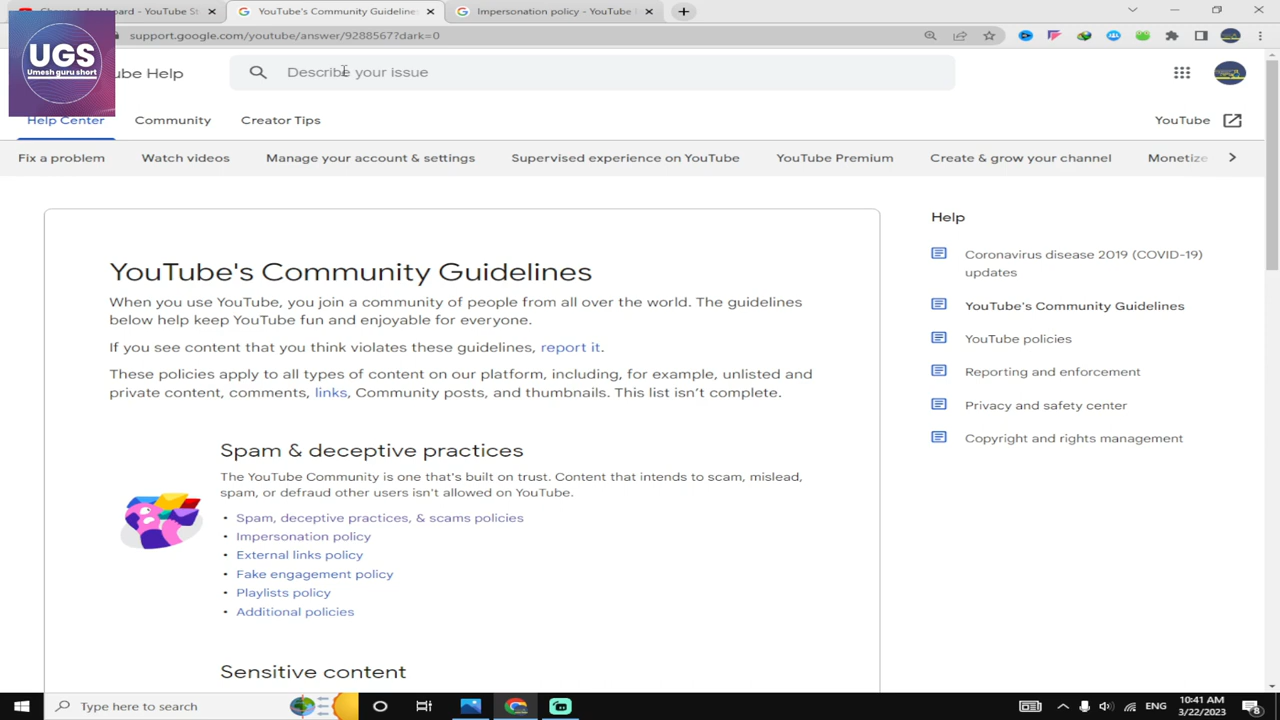 Channel dashboard - YouTube St
YouTube's Community Guideline
Impersonation policy - YouTube
support.google.com/youtube/answer/9288567?dark=0
UGS
Umesh guru short
ube Help
Describe your issue
Help Center
Community
Creator Tips
YouTube
Fix a problem
Watch videos
Manage your account & settings
Supervised experience on YouTube
YouTube Premium
Create & grow your channel
Monetize
YouTube's Community Guidelines
When you use YouTube, you join a community of people from all over the world. The guidelines
below help keep YouTube fun and enjoyable for everyone.
If you see content that you think violates these guidelines, report it.
These policies apply to all types of content on our platform, including, for example, unlisted and
private content, comments, links, Community posts, and thumbnails. This list isn’t complete.
Spam & deceptive practices
The YouTube Community is one that's built on trust. Content that intends to scam, mislead,
spam, or defraud other users isn't allowed on YouTube.
• Spam, deceptive practices, & scams policies
• Impersonation policy
• External links policy
• Fake engagement policy
• Playlists policy
• Additional policies
Sensitive content
Help
Coronavirus disease 2019 (COVID-19)
updates
YouTube's Community Guidelines
YouTube policies
Reporting and enforcement
Privacy and safety center
Copyright and rights management
Type here to search
ENG
10:41 AM
3/22/2023
8